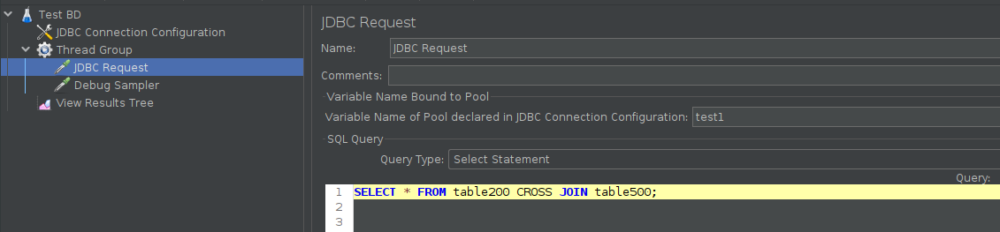 Test BD
JDBC Connection Configuration
Thread Group
JDBC Request
Debug Sampler
View Results Tree
JDBC Request
Name: JDBC Request
Comments:
Variable Name Bound to Pool
Variable Name of Pool declared in JDBC Connection Configuration: test1
SQL Query
Query Type: Select Statement
Query:
1 SELECT * FROM table200 CROSS JOIN table500;
2
3